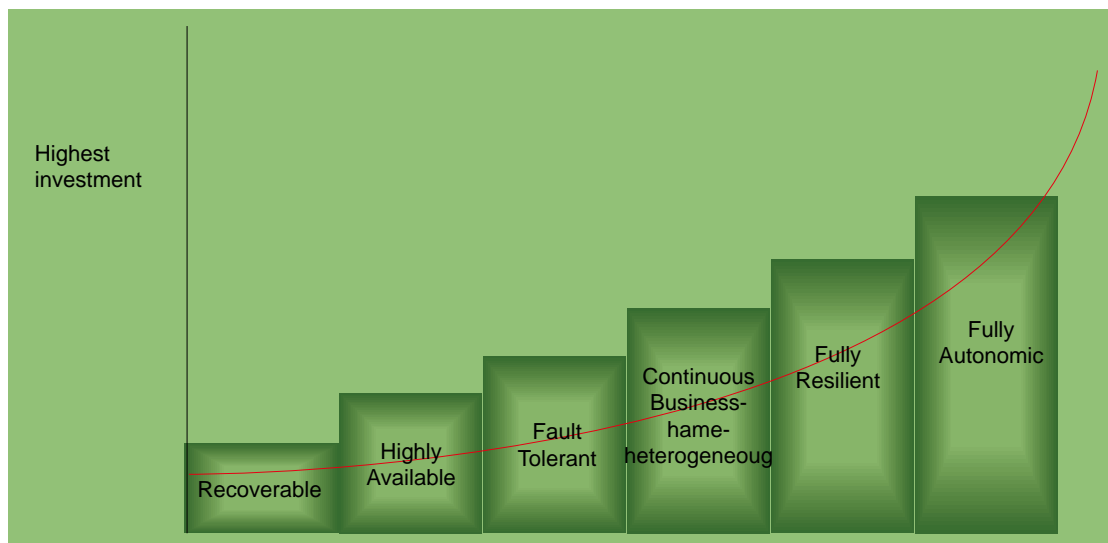 Highest
investment
Recoverable
Highly
Available
Fault
Tolerant
Continuous
Business-
hame-
heterogeneoug
Fully
Resilient
Fully
Autonomic